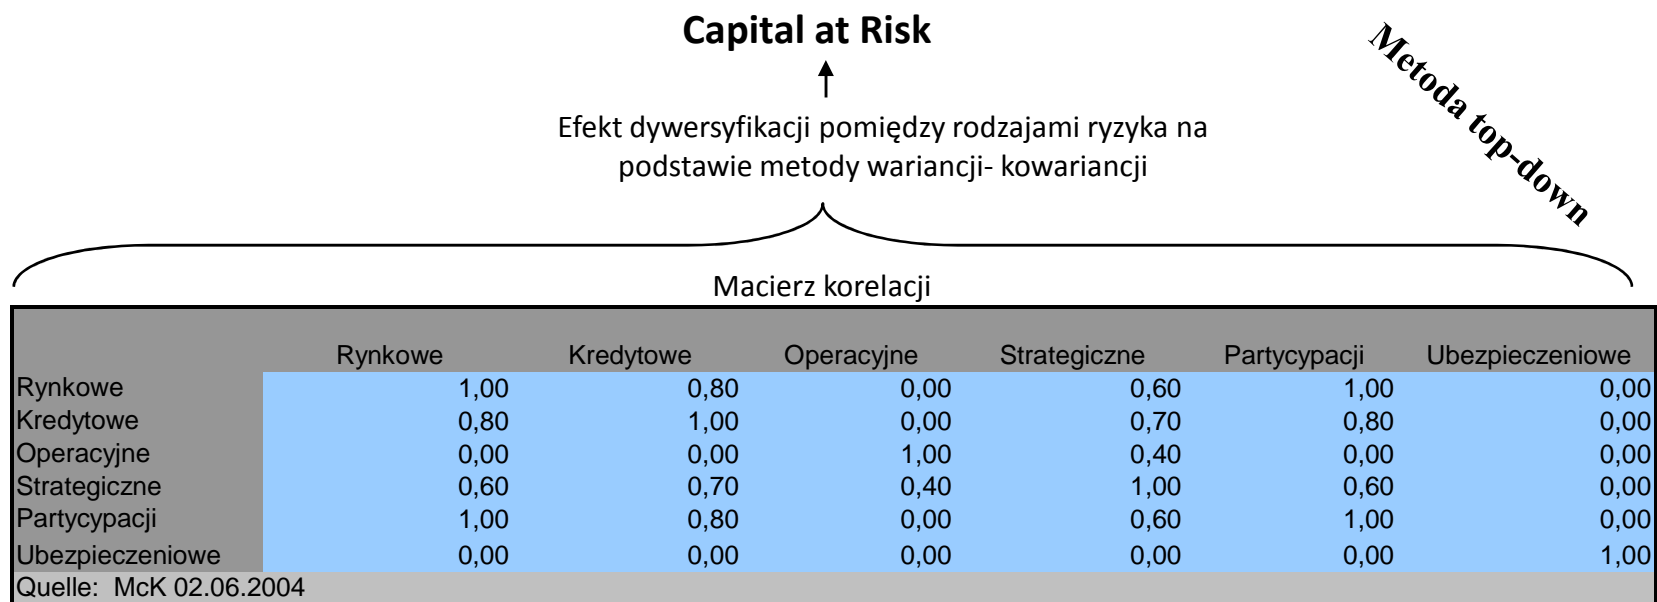 Capital at Risk
Metoda top-down
Efekt dywersyfikacji pomiędzy rodzajami ryzyka na
podstawie metody wariancji- kowariancji
Macierz korelacji
Rynkowe Kredytowe Operacyjne Strategiczne Partycypacji Ubezpieczeniowe
Rynkowe 1,00 0,80 0,00 0,60 1,00 0,00
Kredytowe 0,80 1,00 0,00 0,70 0,80 0,00
Operacyjne 0,00 0,00 1,00 0,40 0,00 0,00
Strategiczne 0,60 0,70 0,40 1,00 0,60 0,00
Partycypacji 1,00 0,80 0,00 0,60 1,00 0,00
Ubezpieczeniowe 0,00 0,00 0,00 0,00 0,00 1,00
Quelle: McK 02.06.2004